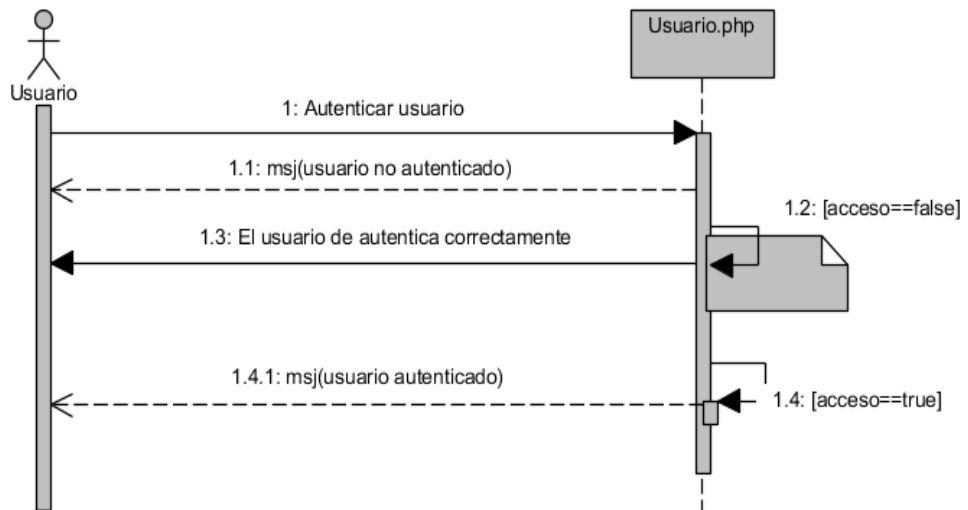 Usuario.php
Usuario
1: Autenticar usuario
1.1: msj(usuario no autenticado)
1.2: [acceso==false]
1.3: El usuario de autentica correctamente
1.4.1: msj(usuario autenticado)
1.4: [acceso==true]